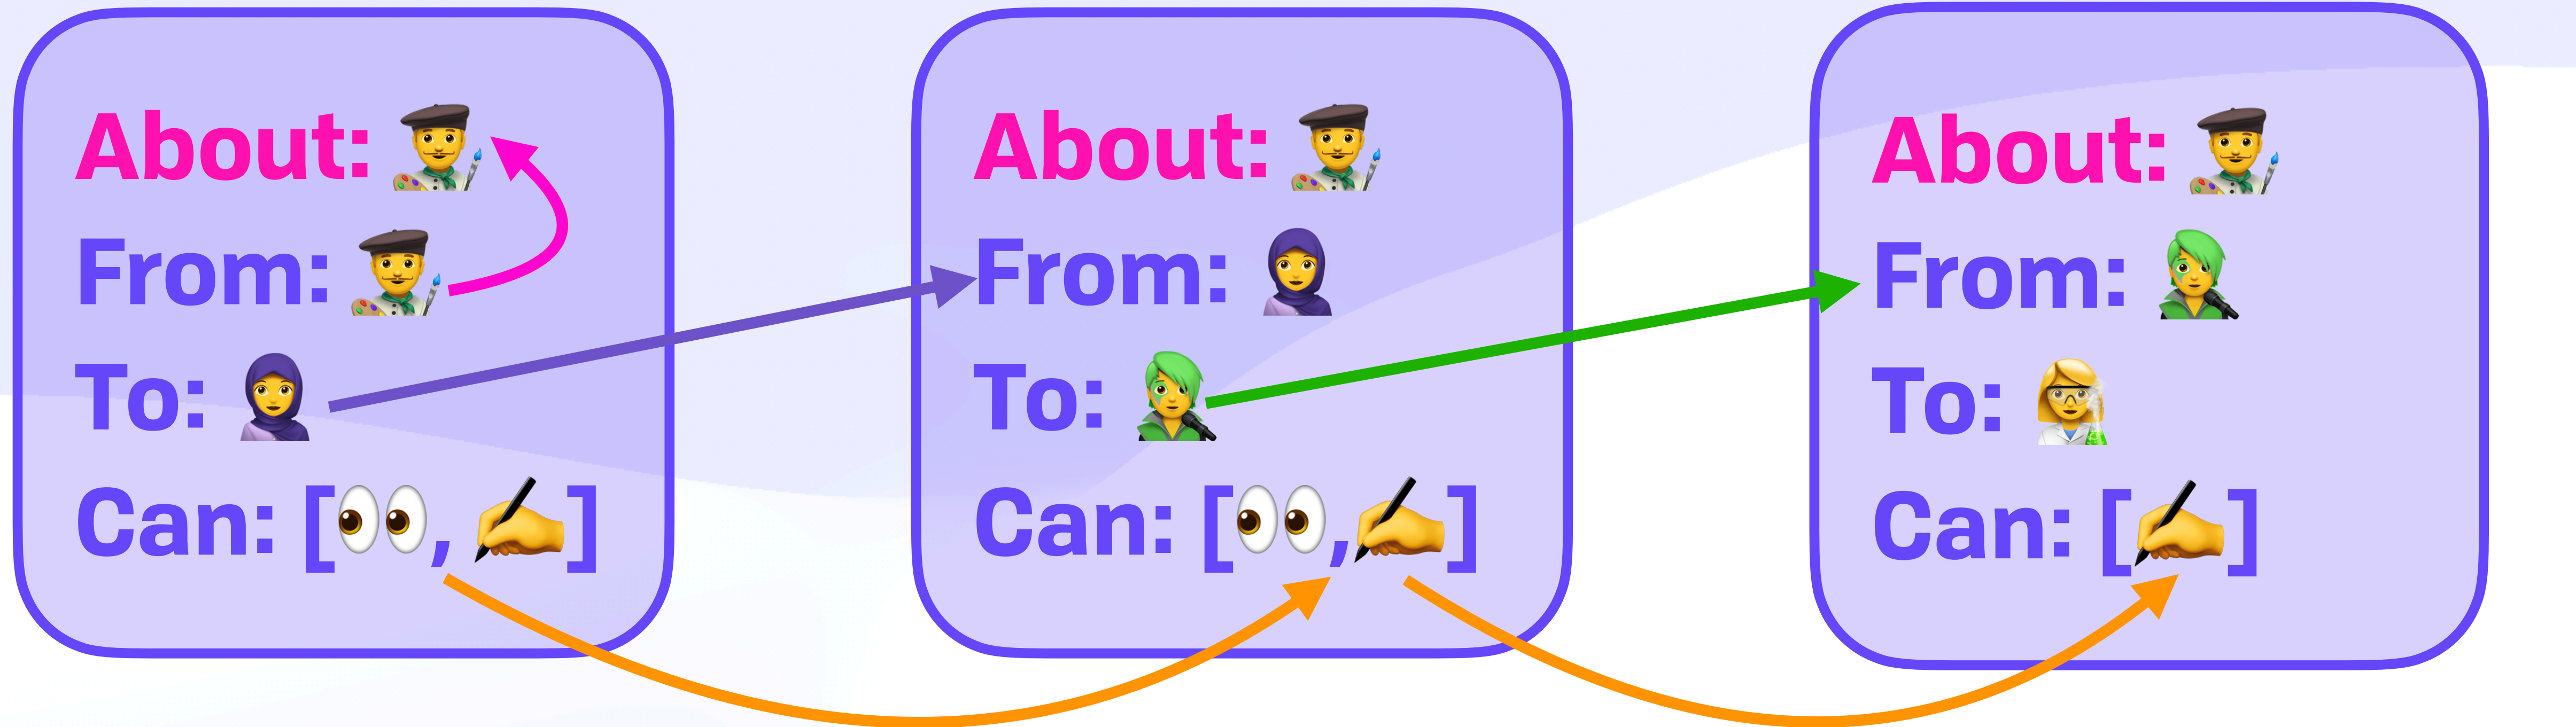 About: 👨‍🎨
From: 👨‍🎨
To: 🧕
Can: [👀, ✍️]
About: 👨‍🎨
From: 🧕
To: 🧑‍🎤
Can: [👀,✍️]
About: 👨‍🎨
From: 🧑‍🎤
To: 👩‍🔬
Can: [✍️]